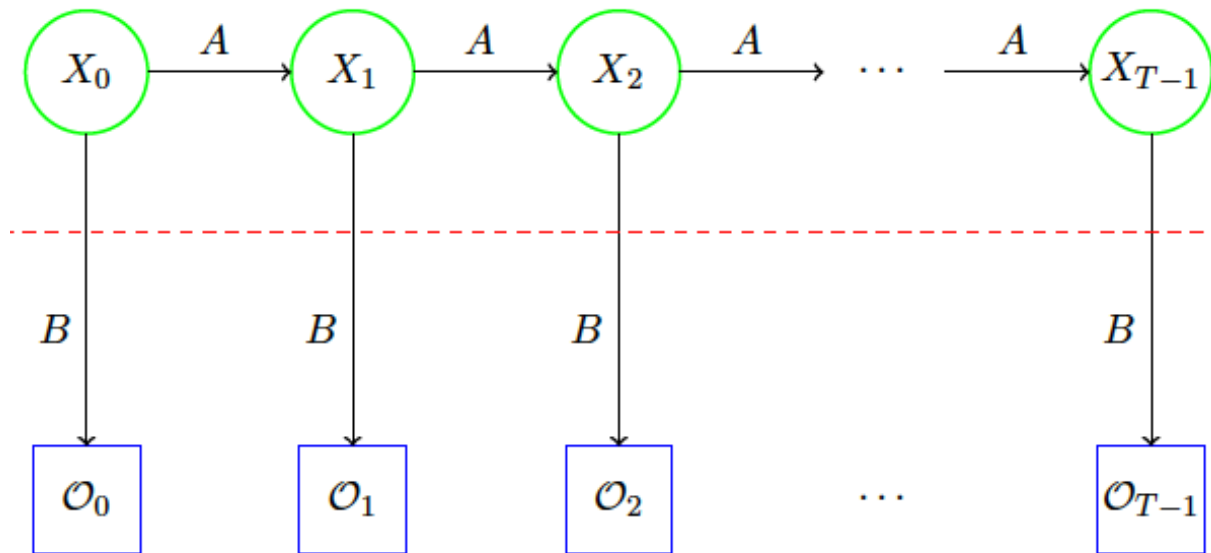 A A A A
X_0 X_1 X_2 ⋯ X_{T−1}
B B B B
𝒪_0 𝒪_1 𝒪_2 ⋯ 𝒪_{T−1}